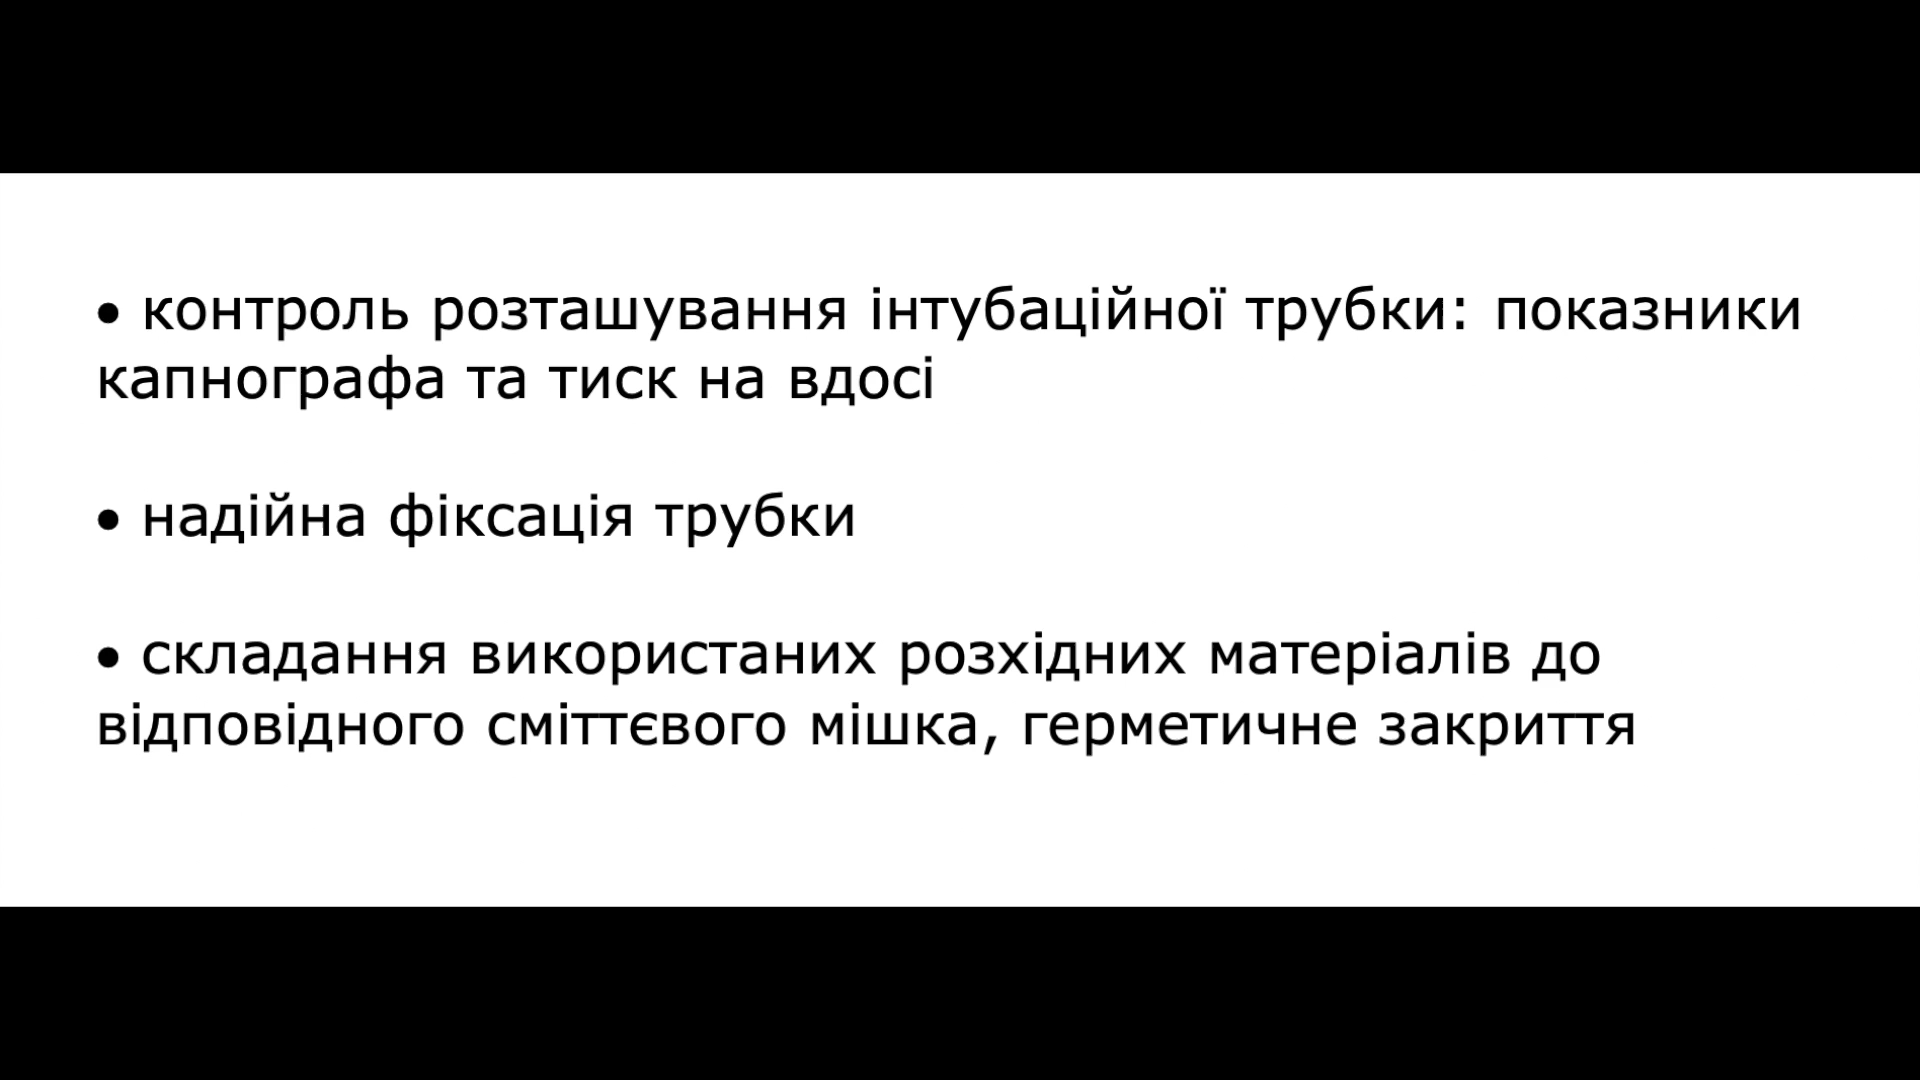 • контроль розташування інтубаційної трубки: показники
капнографа та тиск на вдосі
• надійна фіксація трубки
• складання використаних розхідних матеріалів до
відповідного сміттєвого мішка, герметичне закриття